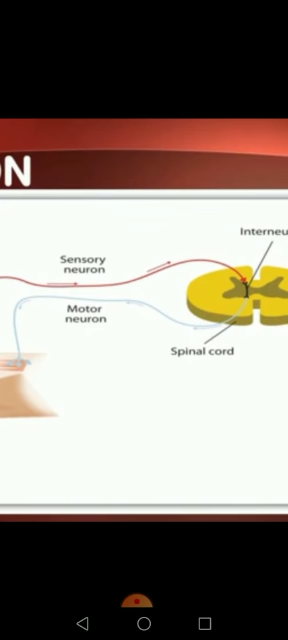 ON
Interneu
Sensory
neuron
Motor
neuron
Spinal cord